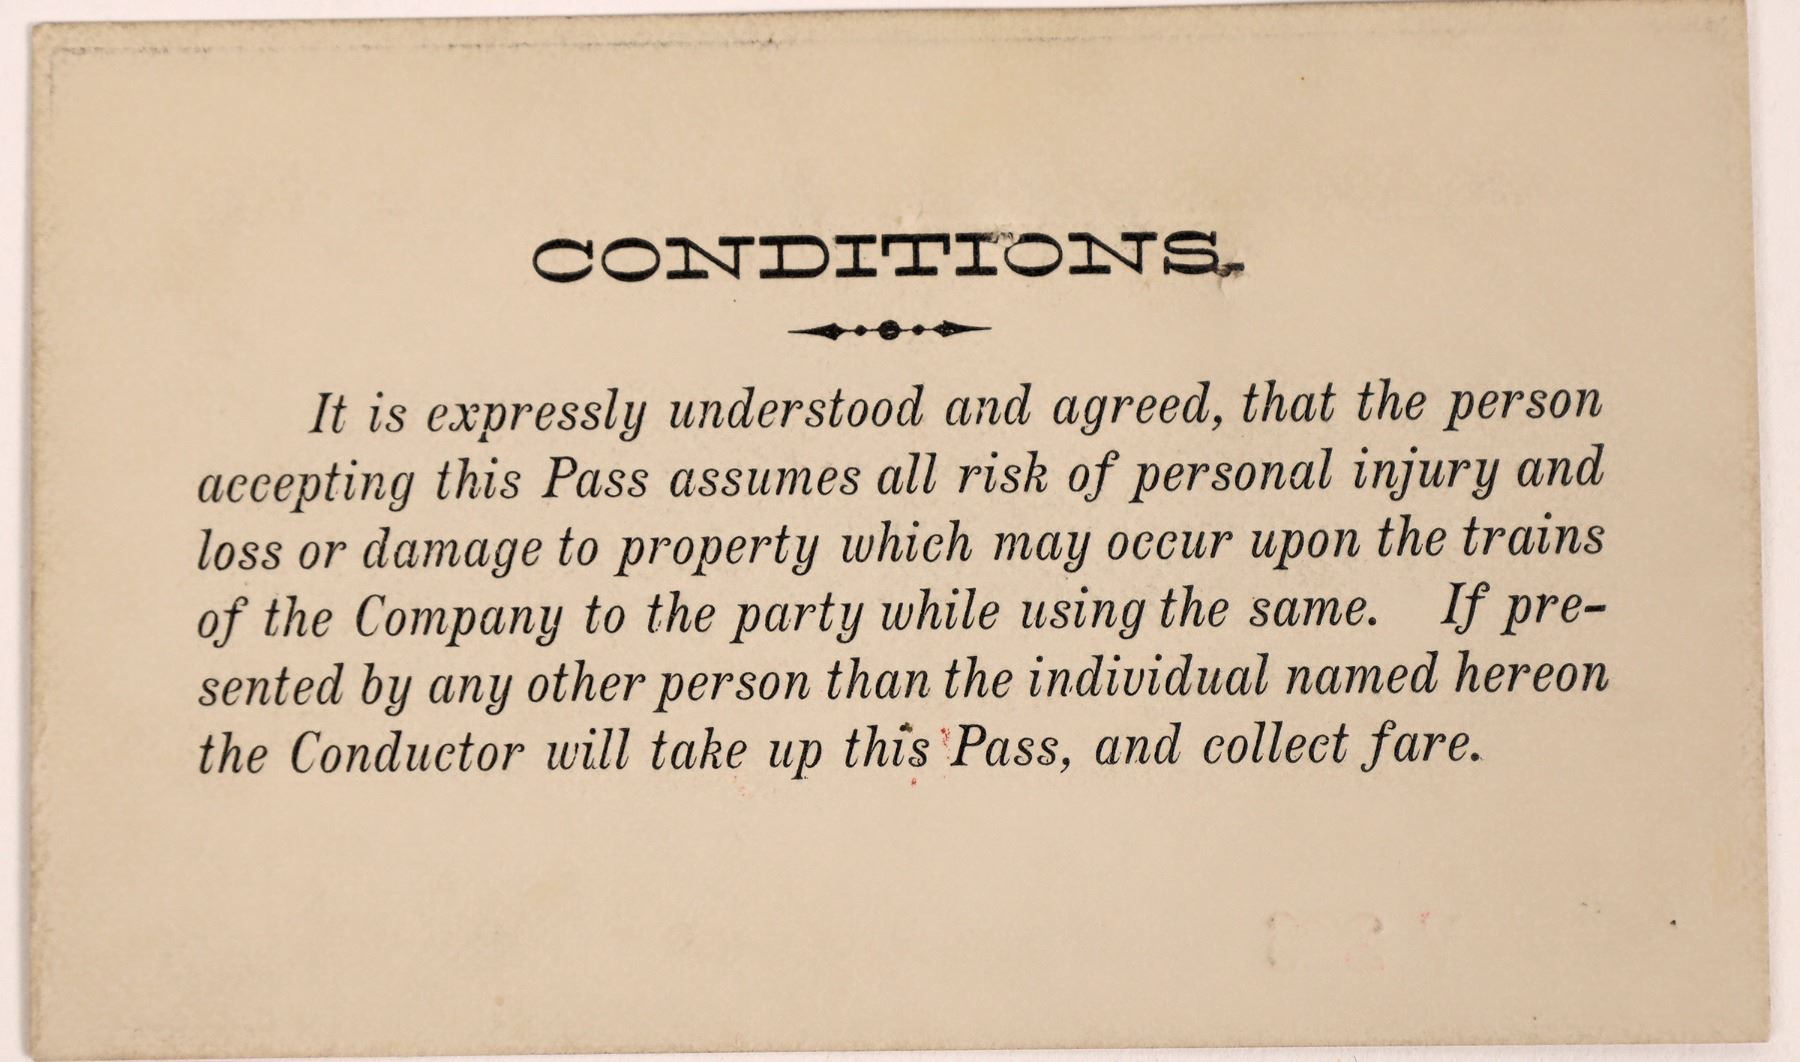 CONDITIONS.
It is expressly understood and agreed, that the person
accepting this Pass assumes all risk of personal injury and
loss or damage to property which may occur upon the trains
of the Company to the party while using the same. If pre-
sented by any other person than the individual named hereon
the Conductor will take up this Pass, and collect fare.